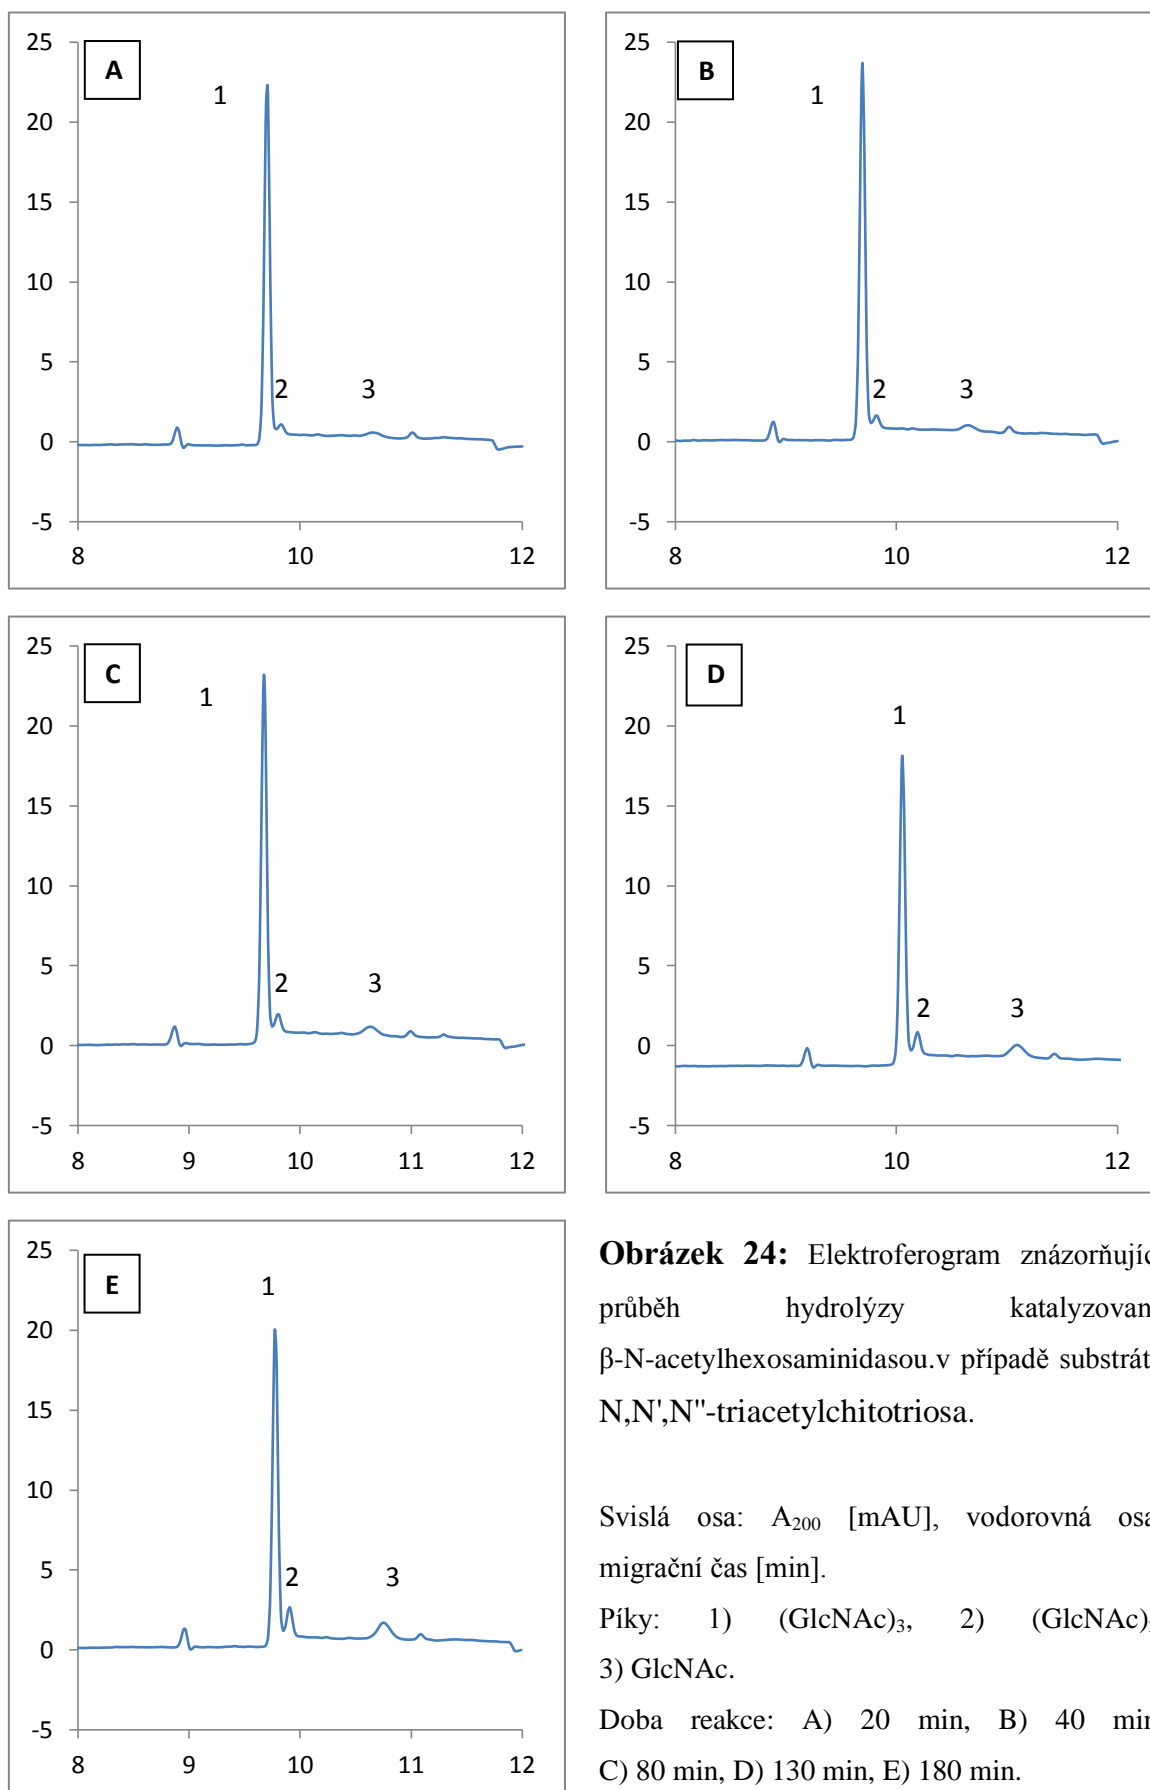 25
A
1
20
15
10
5
2 3
0
-5
8 10 12
25
B
1
20
15
10
5
2 3
0
-5
8 10 12
25
C
1
20
15
10
5
2 3
0
-5
8 9 10 11 12
25
D
1
20
15
10
5
2 3
0
-5
8 10 12
25
E
1
20
15
10
5
2 3
0
-5
8 9 10 11 12
Obrázek 24: Elektroferogram znázorňujíc
průběh hydrolýzy katalyzovan
β-N-acetylhexosaminidasou.v případě substrát
N,N',N"-triacetylchitotriosa.
Svislá osa: A₂₀₀ [mAU], vodorovná osa
migrační čas [min].
Píky: 1) (GlcNAc)₃, 2) (GlcNAc)
3) GlcNAc.
Doba reakce: A) 20 min, B) 40 min
C) 80 min, D) 130 min, E) 180 min.